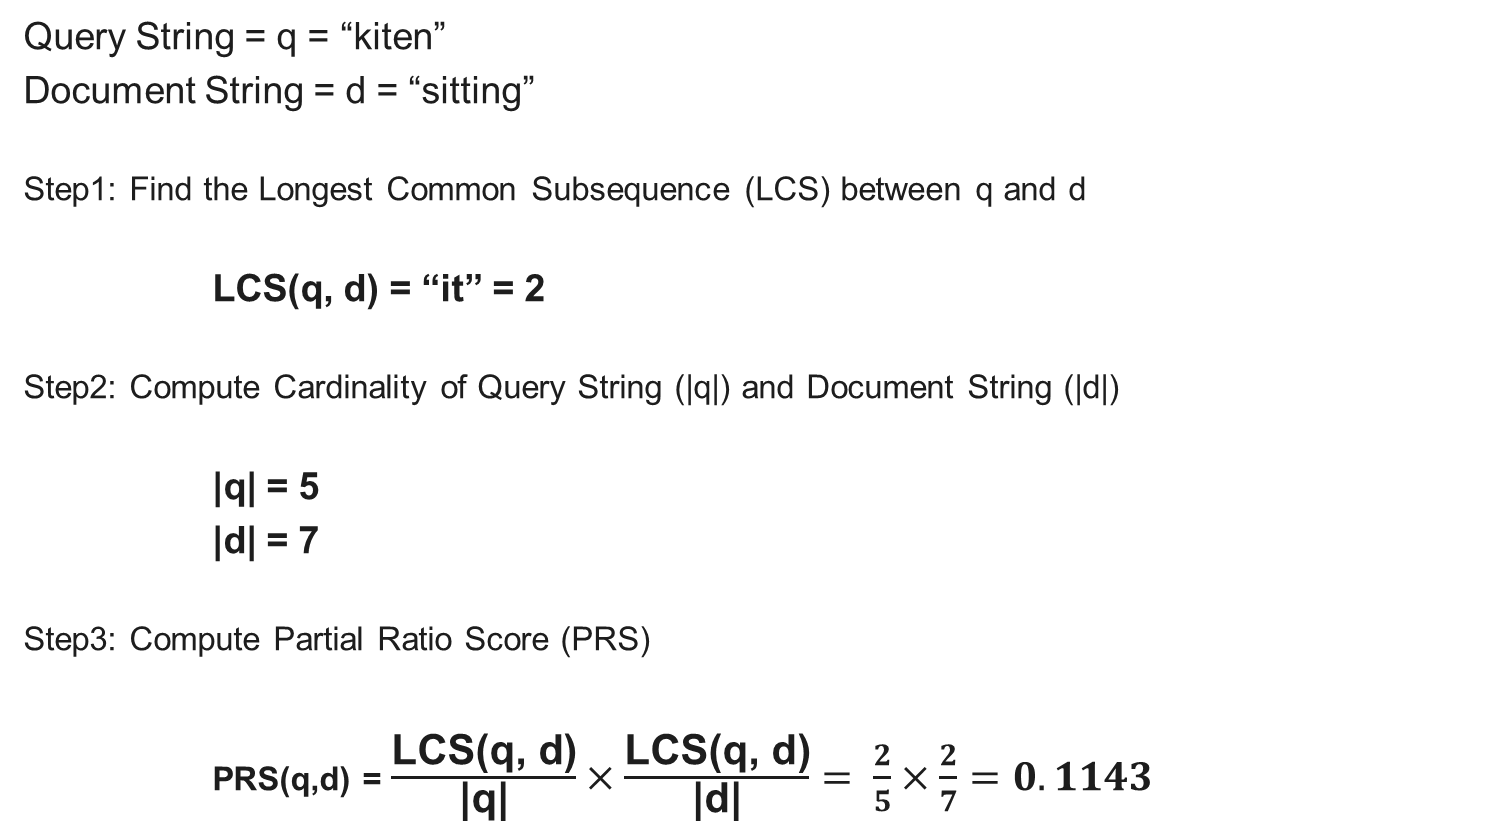 Query String = q = “kiten”
Document String = d = “sitting”
Step1: Find the Longest Common Subsequence (LCS) between q and d
LCS(q, d) = “it” = 2
Step2: Compute Cardinality of Query String (|q|) and Document String (|d|)
|q| = 5
|d| = 7
Step3: Compute Partial Ratio Score (PRS)
PRS(q,d) = LCS(q, d)/|q| × LCS(q, d)/|d| = 2/5 × 2/7 = 0.1143